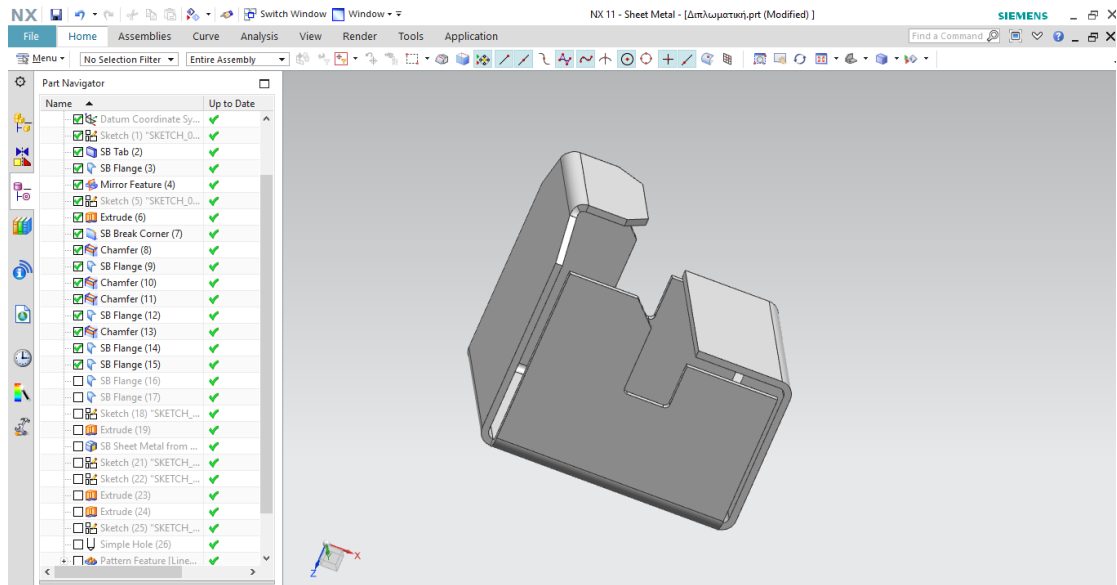 NX Switch Window Window NX 11 - Sheet Metal - [Διπλωματική.prt (Modified) ] SIEMENS
File Home Assemblies Curve Analysis View Render Tools Application Find a Command
Menu No Selection Filter Entire Assembly
Part Navigator
Name Up to Date
Datum Coordinate Sy...
Sketch (1) "SKETCH_0...
SB Tab (2)
SB Flange (3)
Mirror Feature (4)
Sketch (5) "SKETCH_0...
Extrude (6)
SB Break Corner (7)
Chamfer (8)
SB Flange (9)
Chamfer (10)
Chamfer (11)
SB Flange (12)
Chamfer (13)
SB Flange (14)
SB Flange (15)
SB Flange (16)
SB Flange (17)
Sketch (18) "SKETCH_...
Extrude (19)
SB Sheet Metal from ...
Sketch (21) "SKETCH_...
Sketch (22) "SKETCH_...
Extrude (23)
Extrude (24)
Sketch (25) "SKETCH_...
Simple Hole (26)
Pattern Feature [Line...
X
Z